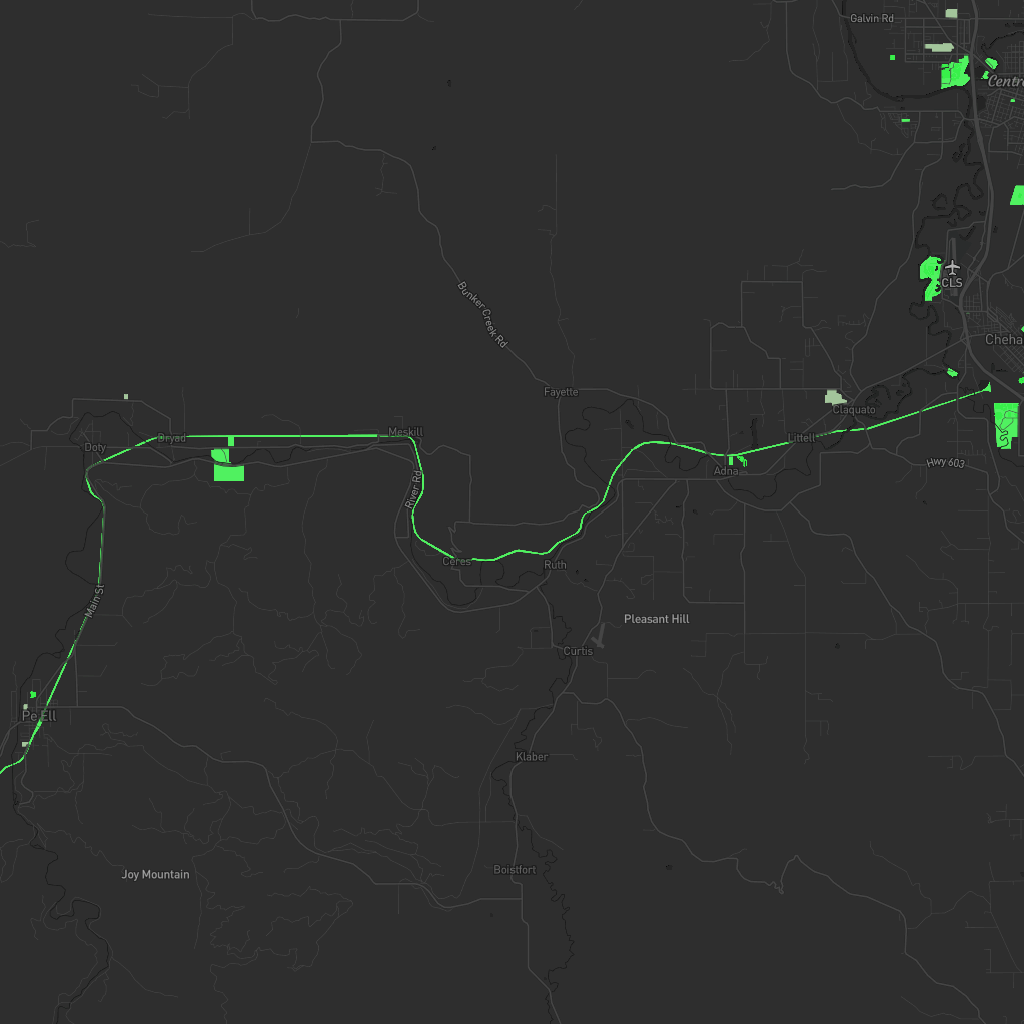 Galvin Rd
Centr
CLS
Bunker Creek Rd
Cheha
Fayette
Claquato
Dryad
Meskill
Doty
Littell
Hwy 603
Adna
River Rd
Ceres
Ruth
Main St
Pleasant Hill
Curtis
Pe Ell
Klaber
Boistfort
Joy Mountain